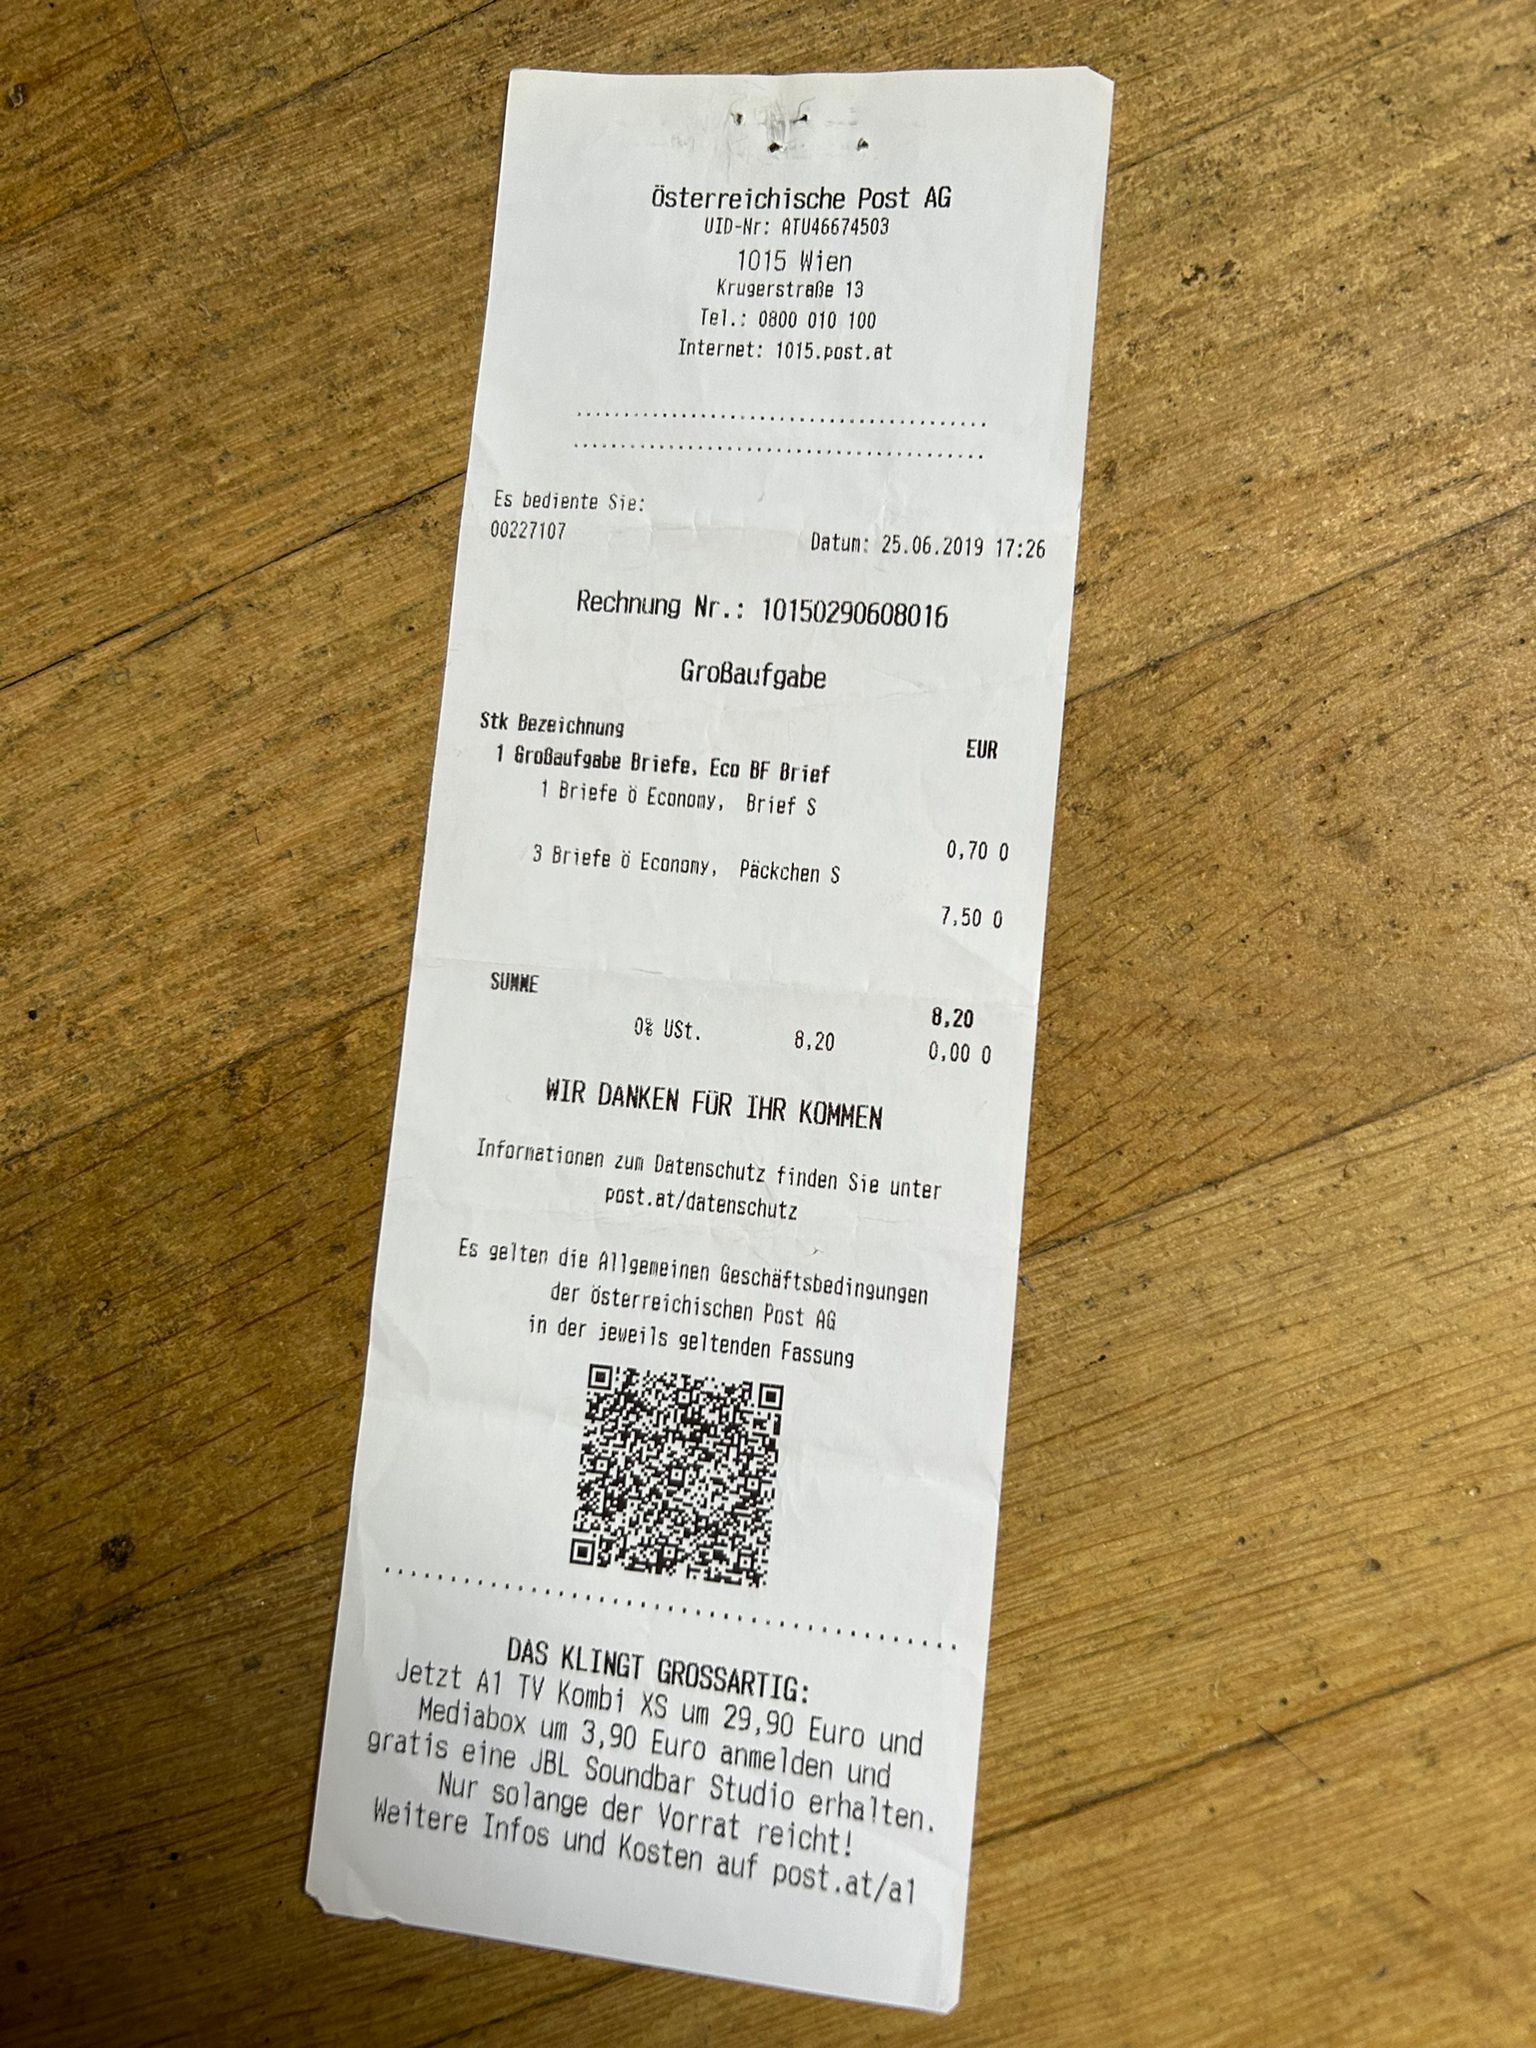 Österreichische Post AG
UID-Nr: ATU46674503
1015 Wien
Krugerstraße 13
Tel.: 0800 010 100
Internet: 1015.post.at
Es bediente Sie:
00227107 Datum: 25.06.2019 17:26
Rechnung Nr.: 10150290608016
Großaufgabe
Stk Bezeichnung EUR
1 Großaufgabe Briefe, Eco BF Brief
1 Briefe ö Economy, Brief S
0,70 0
3 Briefe ö Economy, Päckchen S
7,50 0
SUMME 8,20
0% USt. 8,20 0,00 0
WIR DANKEN FÜR IHR KOMMEN
Informationen zum Datenschutz finden Sie unter
post.at/datenschutz
Es gelten die Allgemeinen Geschäftsbedingungen
der Österreichischen Post AG
in der jeweils geltenden Fassung
DAS KLINGT GROSSARTIG:
Jetzt A1 TV Kombi XS um 29,90 Euro und
Mediabox um 3,90 Euro anmelden und
gratis eine JBL Soundbar Studio erhalten.
Nur solange der Vorrat reicht!
Weitere Infos und Kosten auf post.at/a1